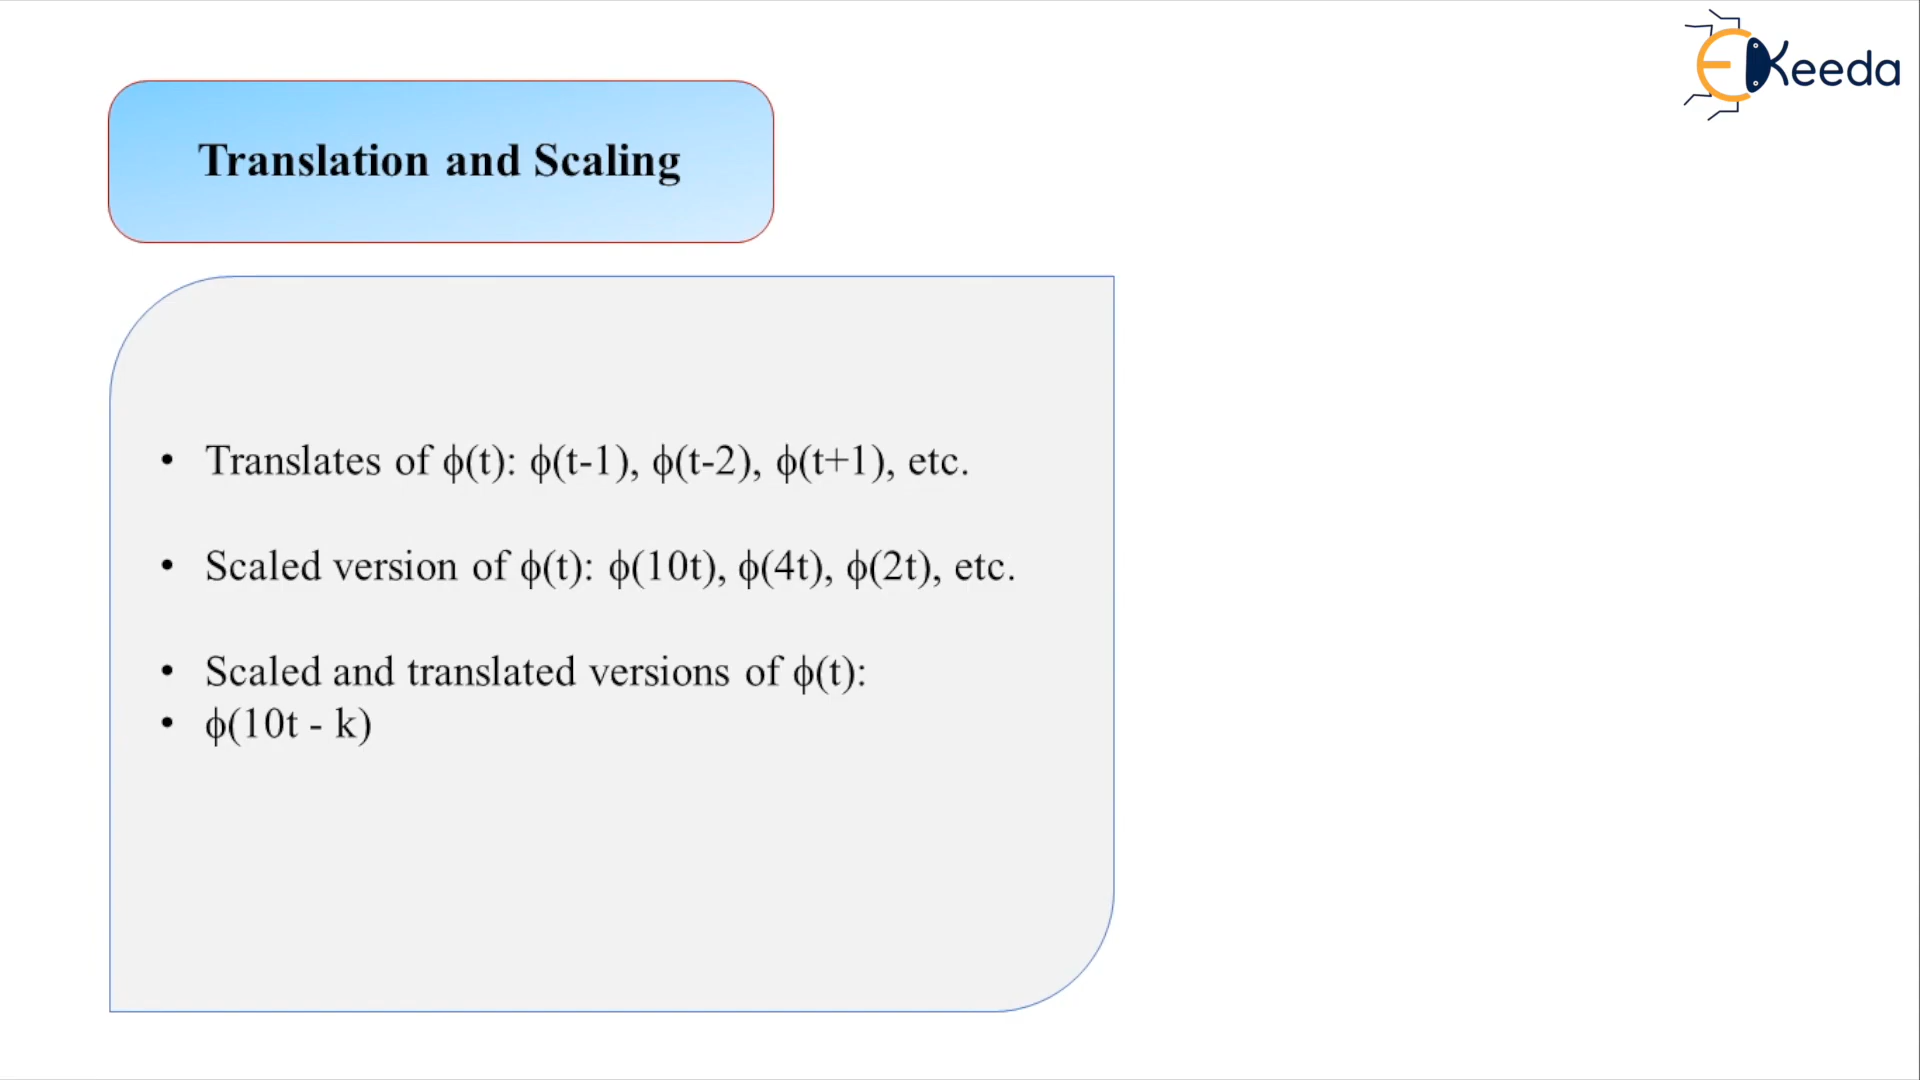 EKeeda
Translation and Scaling
• Translates of ϕ(t): ϕ(t-1), ϕ(t-2), ϕ(t+1), etc.
• Scaled version of ϕ(t): ϕ(10t), ϕ(4t), ϕ(2t), etc.
• Scaled and translated versions of ϕ(t):
• ϕ(10t - k)